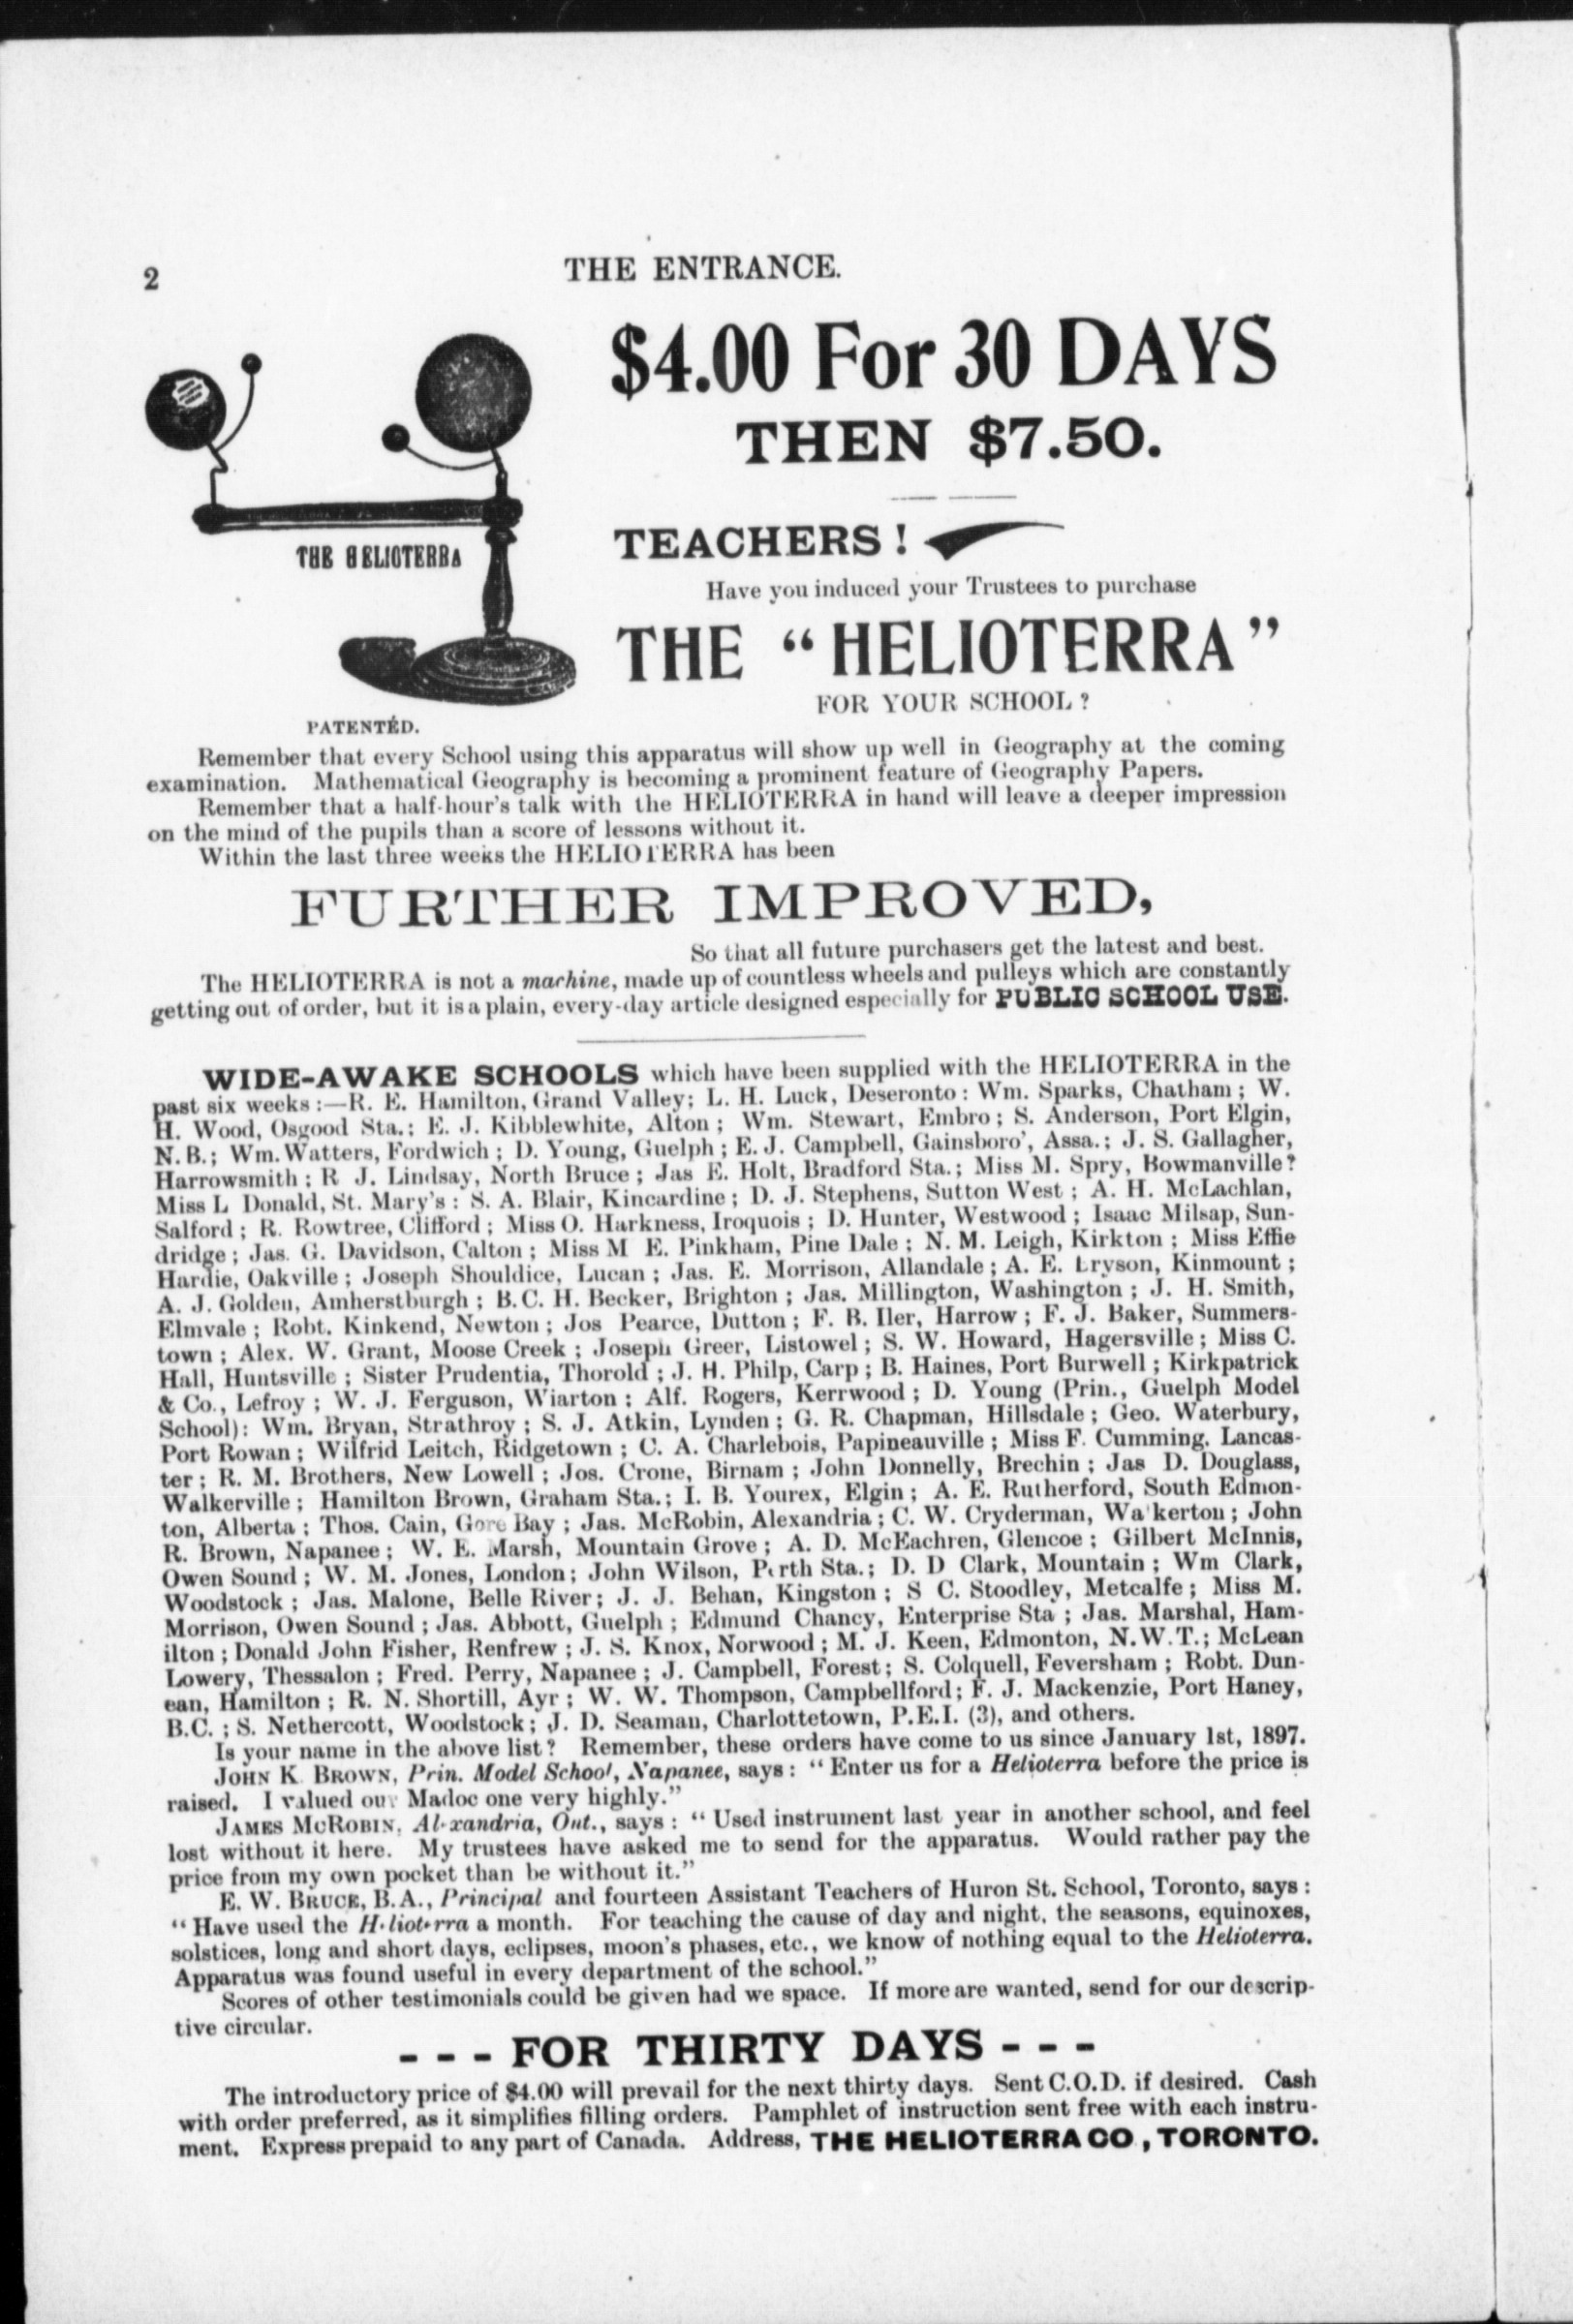 2
THE ENTRANCE.
$4.00 For 30 DAYS
THEN $7.50.
TEACHERS !
Have you induced your Trustees to purchase
THE HELIOTERRA
THE “HELIOTERRA”
FOR YOUR SCHOOL ?
PATENTED.
Remember that every School using this apparatus will show up well in Geography at the coming
examination. Mathematical Geography is becoming a prominent feature of Geography Papers.
Remember that a half-hour's talk with the HELIOTERRA in hand will leave a deeper impression
on the mind of the pupils than a score of lessons without it.
Within the last three weeks the HELIOTERRA has been
FURTHER IMPROVED,
So that all future purchasers get the latest and best.
The HELIOTERRA is not a machine, made up of countless wheels and pulleys which are constantly
getting out of order, but it is a plain, every-day article designed especially for PUBLIC SCHOOL USE.
WIDE-AWAKE SCHOOLS which have been supplied with the HELIOTERRA in the
past six weeks :—R. E. Hamilton, Grand Valley; L. H. Luck, Deseronto : Wm. Sparks, Chatham ; W.
H. Wood, Osgood Sta.; E. J. Kibblewhite, Alton ; Wm. Stewart, Embro ; S. Anderson, Port Elgin,
N.B.; Wm. Watters, Fordwich ; D. Young, Guelph ; E. J. Campbell, Gainsboro', Assa.; J. S. Gallagher,
Harrowsmith ; R J. Lindsay, North Bruce ; Jas E. Holt, Bradford Sta.; Miss M. Spry, Bowmanville?
Miss L Donald, St. Mary's : S. A. Blair, Kincardine ; D. J. Stephens, Sutton West ; A. H. McLachlan,
Salford ; R. Rowtree, Clifford ; Miss O. Harkness, Iroquois ; D. Hunter, Westwood ; Isaac Milsap, Sun-
dridge ; Jas. G. Davidson, Calton ; Miss M E. Pinkham, Pine Dale ; N. M. Leigh, Kirkton ; Miss Effie
Hardie, Oakville ; Joseph Shouldice, Lucan ; Jas. E. Morrison, Allandale ; A. E. Bryson, Kinmount ;
A. J. Golden, Amherstburgh ; B. C. H. Becker, Brighton ; Jas. Millington, Washington ; J. H. Smith,
Elmvale ; Robt. Kinkend, Newton ; Jos Pearce, Dutton ; F. B. Iler, Harrow ; F. J. Baker, Summers-
town ; Alex. W. Grant, Moose Creek ; Joseph Greer, Listowel ; S. W. Howard, Hagersville ; Miss C.
Hall, Huntsville ; Sister Prudentia, Thorold ; J. H. Philp, Carp ; B. Haines, Port Burwell ; Kirkpatrick
& Co., Lefroy ; W. J. Ferguson, Wiarton ; Alf. Rogers, Kerrwood ; D. Young (Prin., Guelph Model
School): Wm. Bryan, Strathroy ; S. J. Atkin, Lynden ; G. R. Chapman, Hillsdale ; Geo. Waterbury,
Port Rowan ; Wilfrid Leitch, Ridgetown ; C. A. Charlebois, Papineauville ; Miss F. Cumming. Lancas-
ter ; R. M. Brothers, New Lowell ; Jos. Crone, Birnam ; John Donnelly, Brechin ; Jas D. Douglass,
Walkerville ; Hamilton Brown, Graham Sta.; I. B. Yourex, Elgin ; A. E. Rutherford, South Edmon-
ton, Alberta ; Thos. Cain, Gore Bay ; Jas. McRobin, Alexandria ; C. W. Cryderman, Wa'kerton ; John
R. Brown, Napanee ; W. E. Marsh, Mountain Grove ; A. D. McEachren, Glencoe ; Gilbert McInnis,
Owen Sound ; W. M. Jones, London ; John Wilson, Perth Sta.; D. D Clark, Mountain ; Wm Clark,
Woodstock ; Jas. Malone, Belle River; J. J. Behan, Kingston ; S C. Stoodley, Metcalfe ; Miss M.
Morrison, Owen Sound ; Jas. Abbott, Guelph ; Edmund Chancy, Enterprise Sta ; Jas. Marshal, Ham-
ilton ; Donald John Fisher, Renfrew ; J. S. Knox, Norwood ; M. J. Keen, Edmonton, N.W.T.; McLean
Lowery, Thessalon ; Fred. Perry, Napanee ; J. Campbell, Forest; S. Colquell, Feversham ; Robt. Dun-
can, Hamilton ; R. N. Shortill, Ayr ; W. W. Thompson, Campbellford; F. J. Mackenzie, Port Haney,
B.C. ; S. Nethercott, Woodstock ; J. D. Seaman, Charlottetown, P.E.I. (3), and others.
Is your name in the above list ? Remember, these orders have come to us since January 1st, 1897.
JOHN K. BROWN, Prin. Model School, Napanee, says : “ Enter us for a Helioterra before the price is
raised. I valued our Madoc one very highly.”
JAMES MCROBIN, Alexandria, Ont., says : “ Used instrument last year in another school, and feel
lost without it here. My trustees have asked me to send for the apparatus. Would rather pay the
price from my own pocket than be without it.”
E. W. BRUCE, B.A., Principal and fourteen Assistant Teachers of Huron St. School, Toronto, says :
“ Have used the Helioterra a month. For teaching the cause of day and night, the seasons, equinoxes,
solstices, long and short days, eclipses, moon's phases, etc., we know of nothing equal to the Helioterra.
Apparatus was found useful in every department of the school.”
Scores of other testimonials could be given had we space. If more are wanted, send for our descrip-
tive circular.
- - - FOR THIRTY DAYS - - -
The introductory price of $4.00 will prevail for the next thirty days. Sent C.O.D. if desired. Cash
with order preferred, as it simplifies filling orders. Pamphlet of instruction sent free with each instru-
ment. Express prepaid to any part of Canada. Address, THE HELIOTERRA CO , TORONTO.